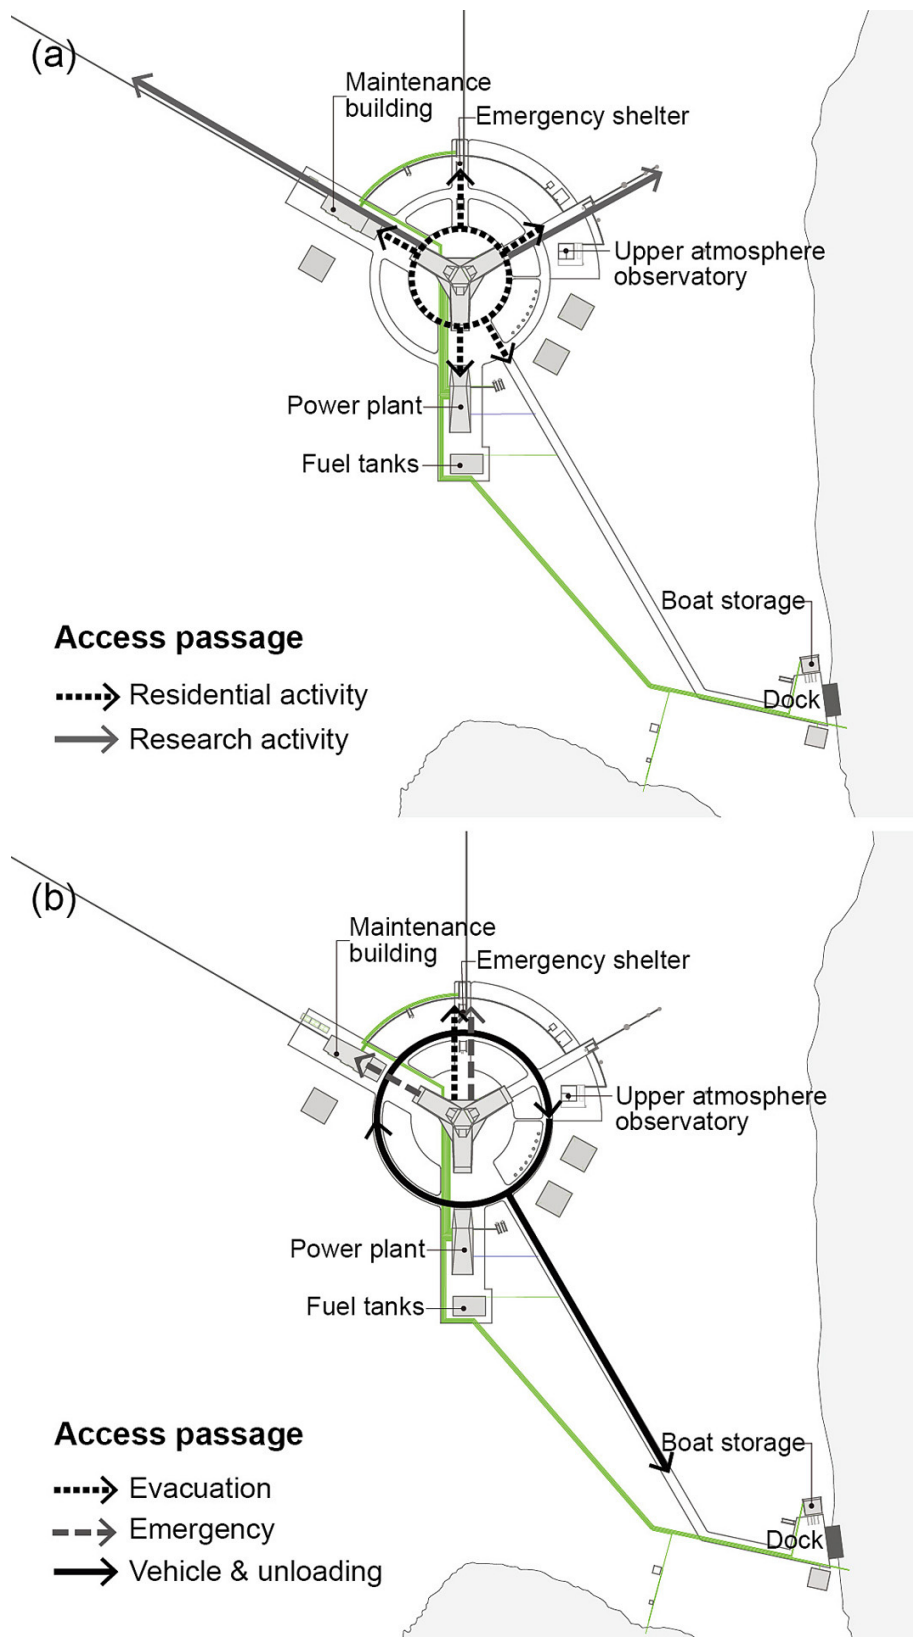 (a)
Maintenance
building
Emergency shelter
Upper atmosphere
observatory
Power plant
Fuel tanks
Boat storage
Dock
Access passage
Residential activity
Research activity
(b)
Maintenance
building
Emergency shelter
Upper atmosphere
observatory
Power plant
Fuel tanks
Boat storage
Dock
Access passage
Evacuation
Emergency
Vehicle & unloading